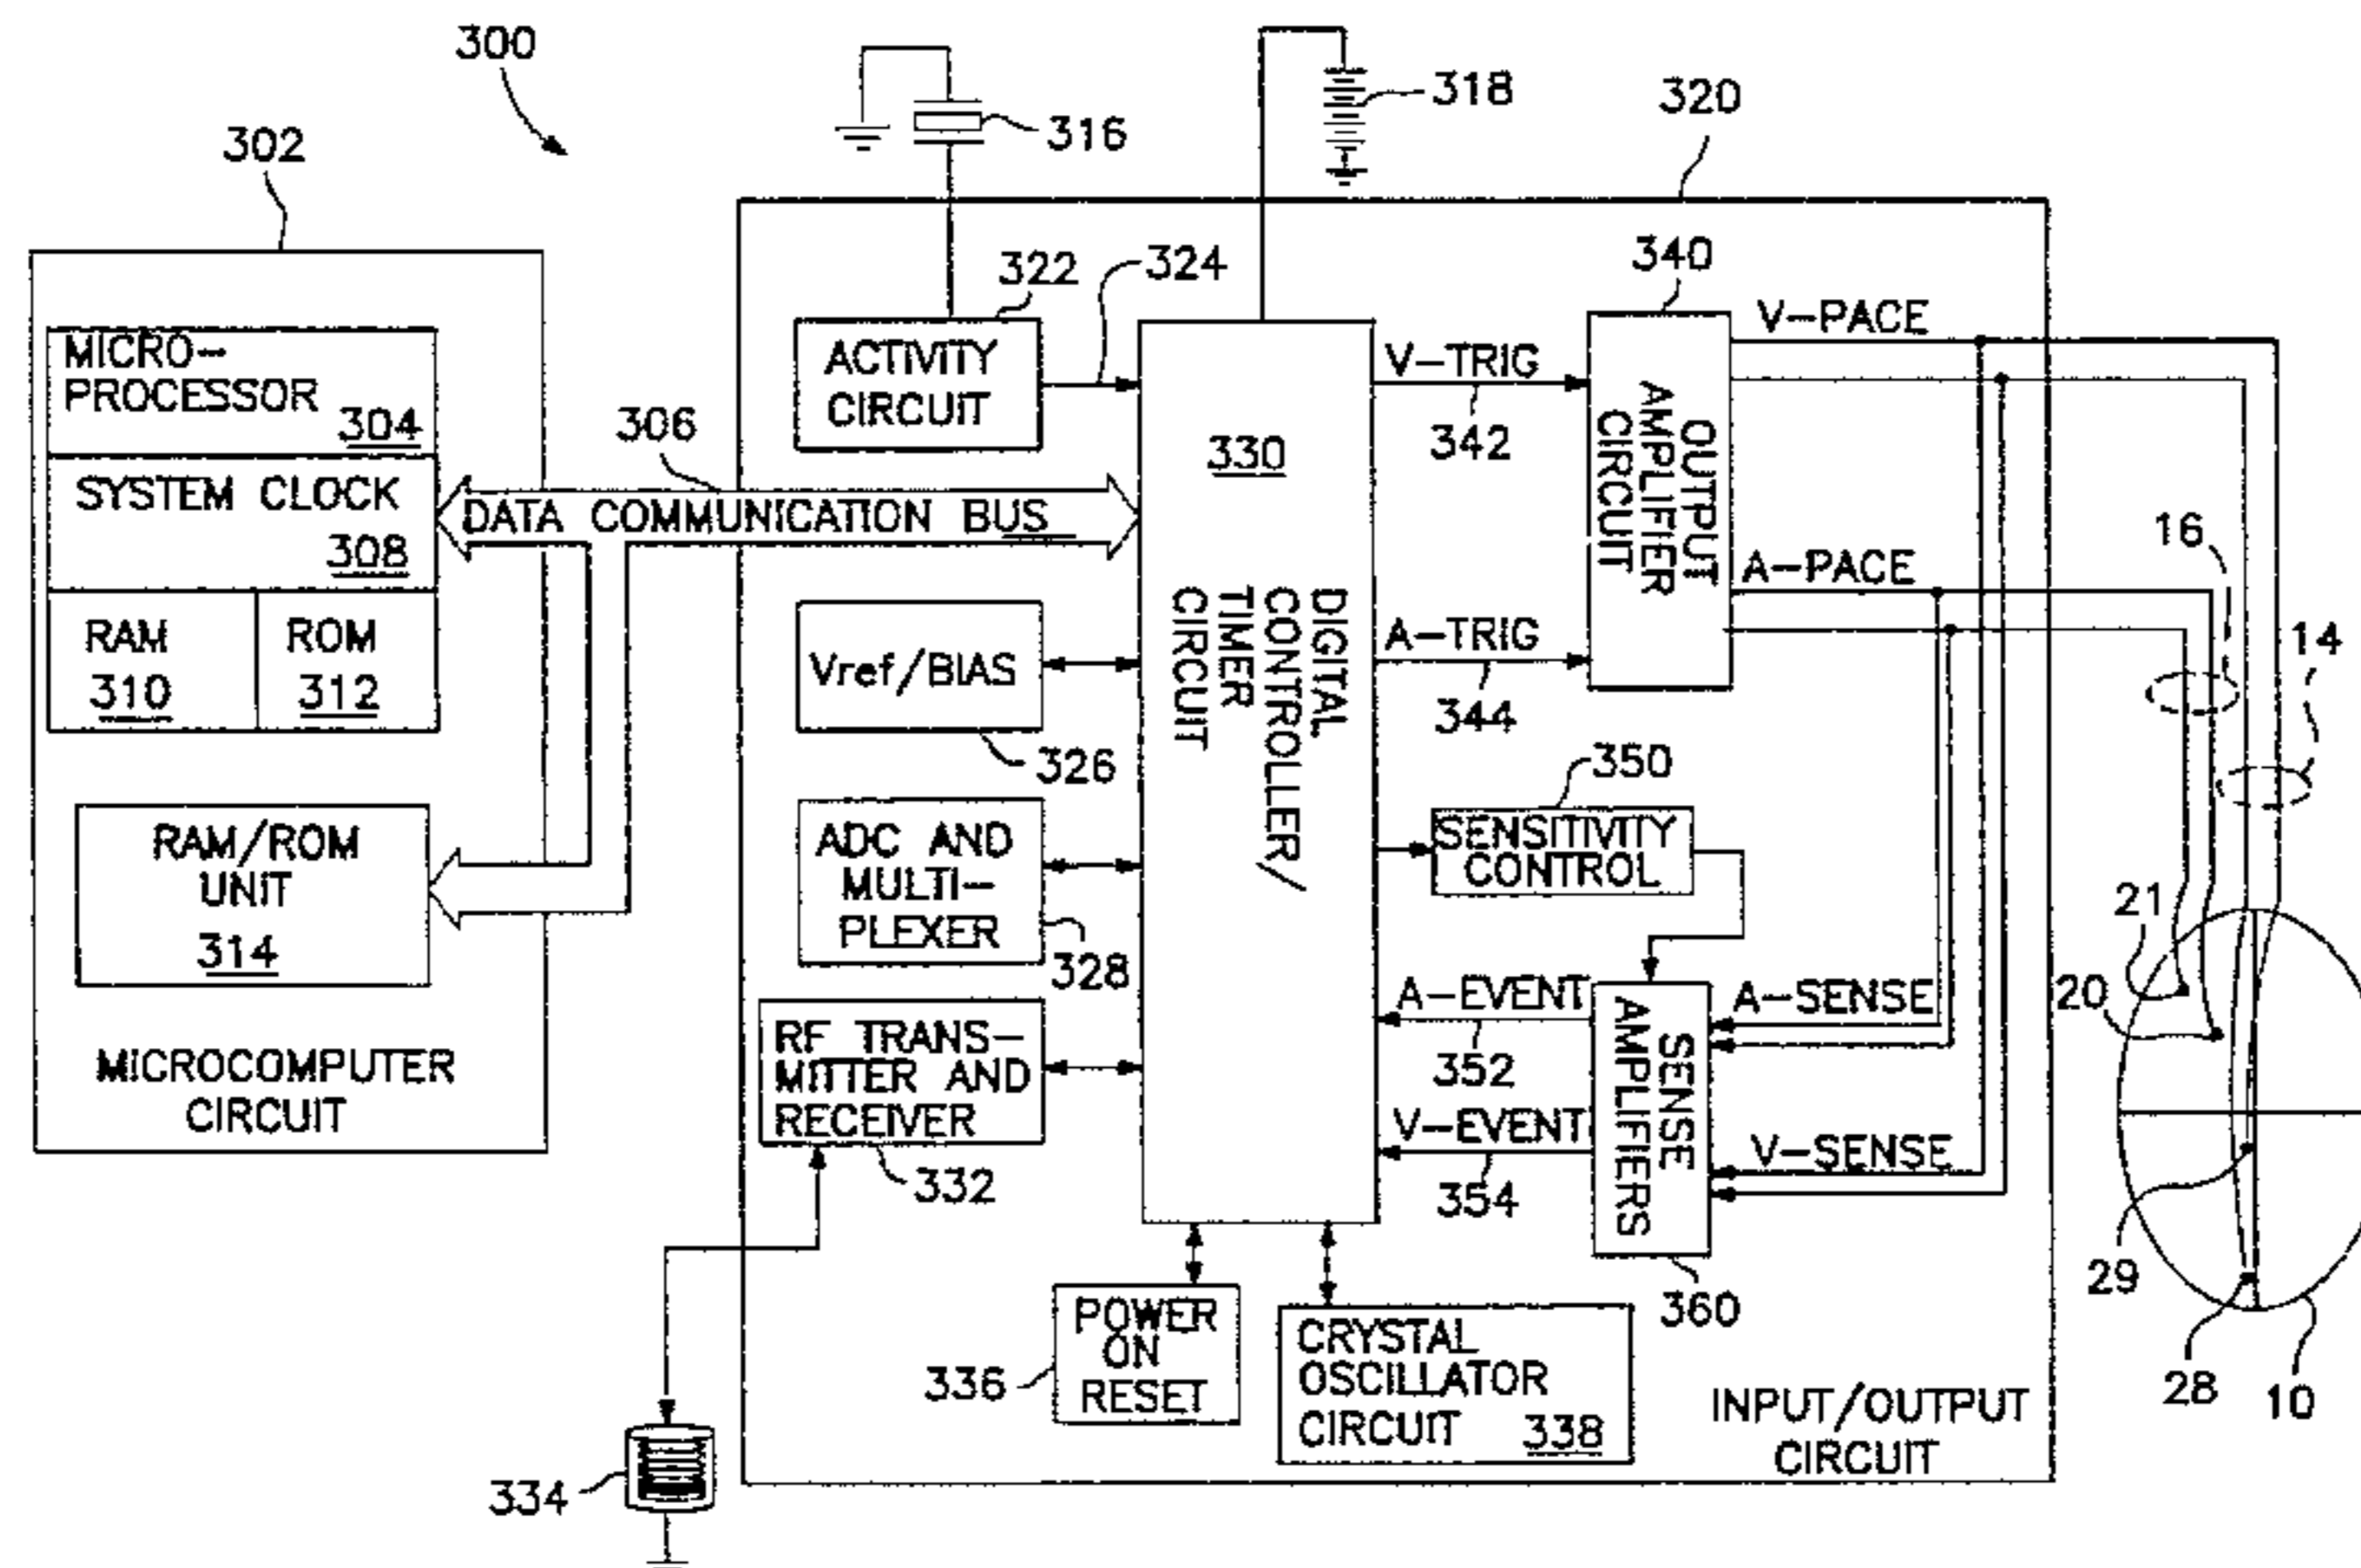 300
316
318
320
302
322
324
340
V-PACE
MICRO-
PROCESSOR
304
306
ACTIVITY
CIRCUIT
V-TRIG
342
330
OUTPUT
AMPLIFIER
CIRCUIT
SYSTEM CLOCK
308
DATA COMMUNICATION BUS
16
A-PACE
RAM
310
ROM
312
Vref/BIAS
326
DIGITAL
CONTROLLER/
TIMER
CIRCUIT
A-TRIG
344
14
350
SENSITIVITY
CONTROL
RAM/ROM
UNIT
314
ADC AND
MULTI-
PLEXER
328
21
20
A-EVENT
352
A-SENSE
MICROCOMPUTER
CIRCUIT
RF TRANS-
MITTER AND
RECEIVER
332
V-EVENT
354
SENSE
AMPLIFIERS
360
V-SENSE
29
28
10
334
336
POWER
ON
RESET
CRYSTAL
OSCILLATOR
CIRCUIT 338
INPUT/OUTPUT
CIRCUIT